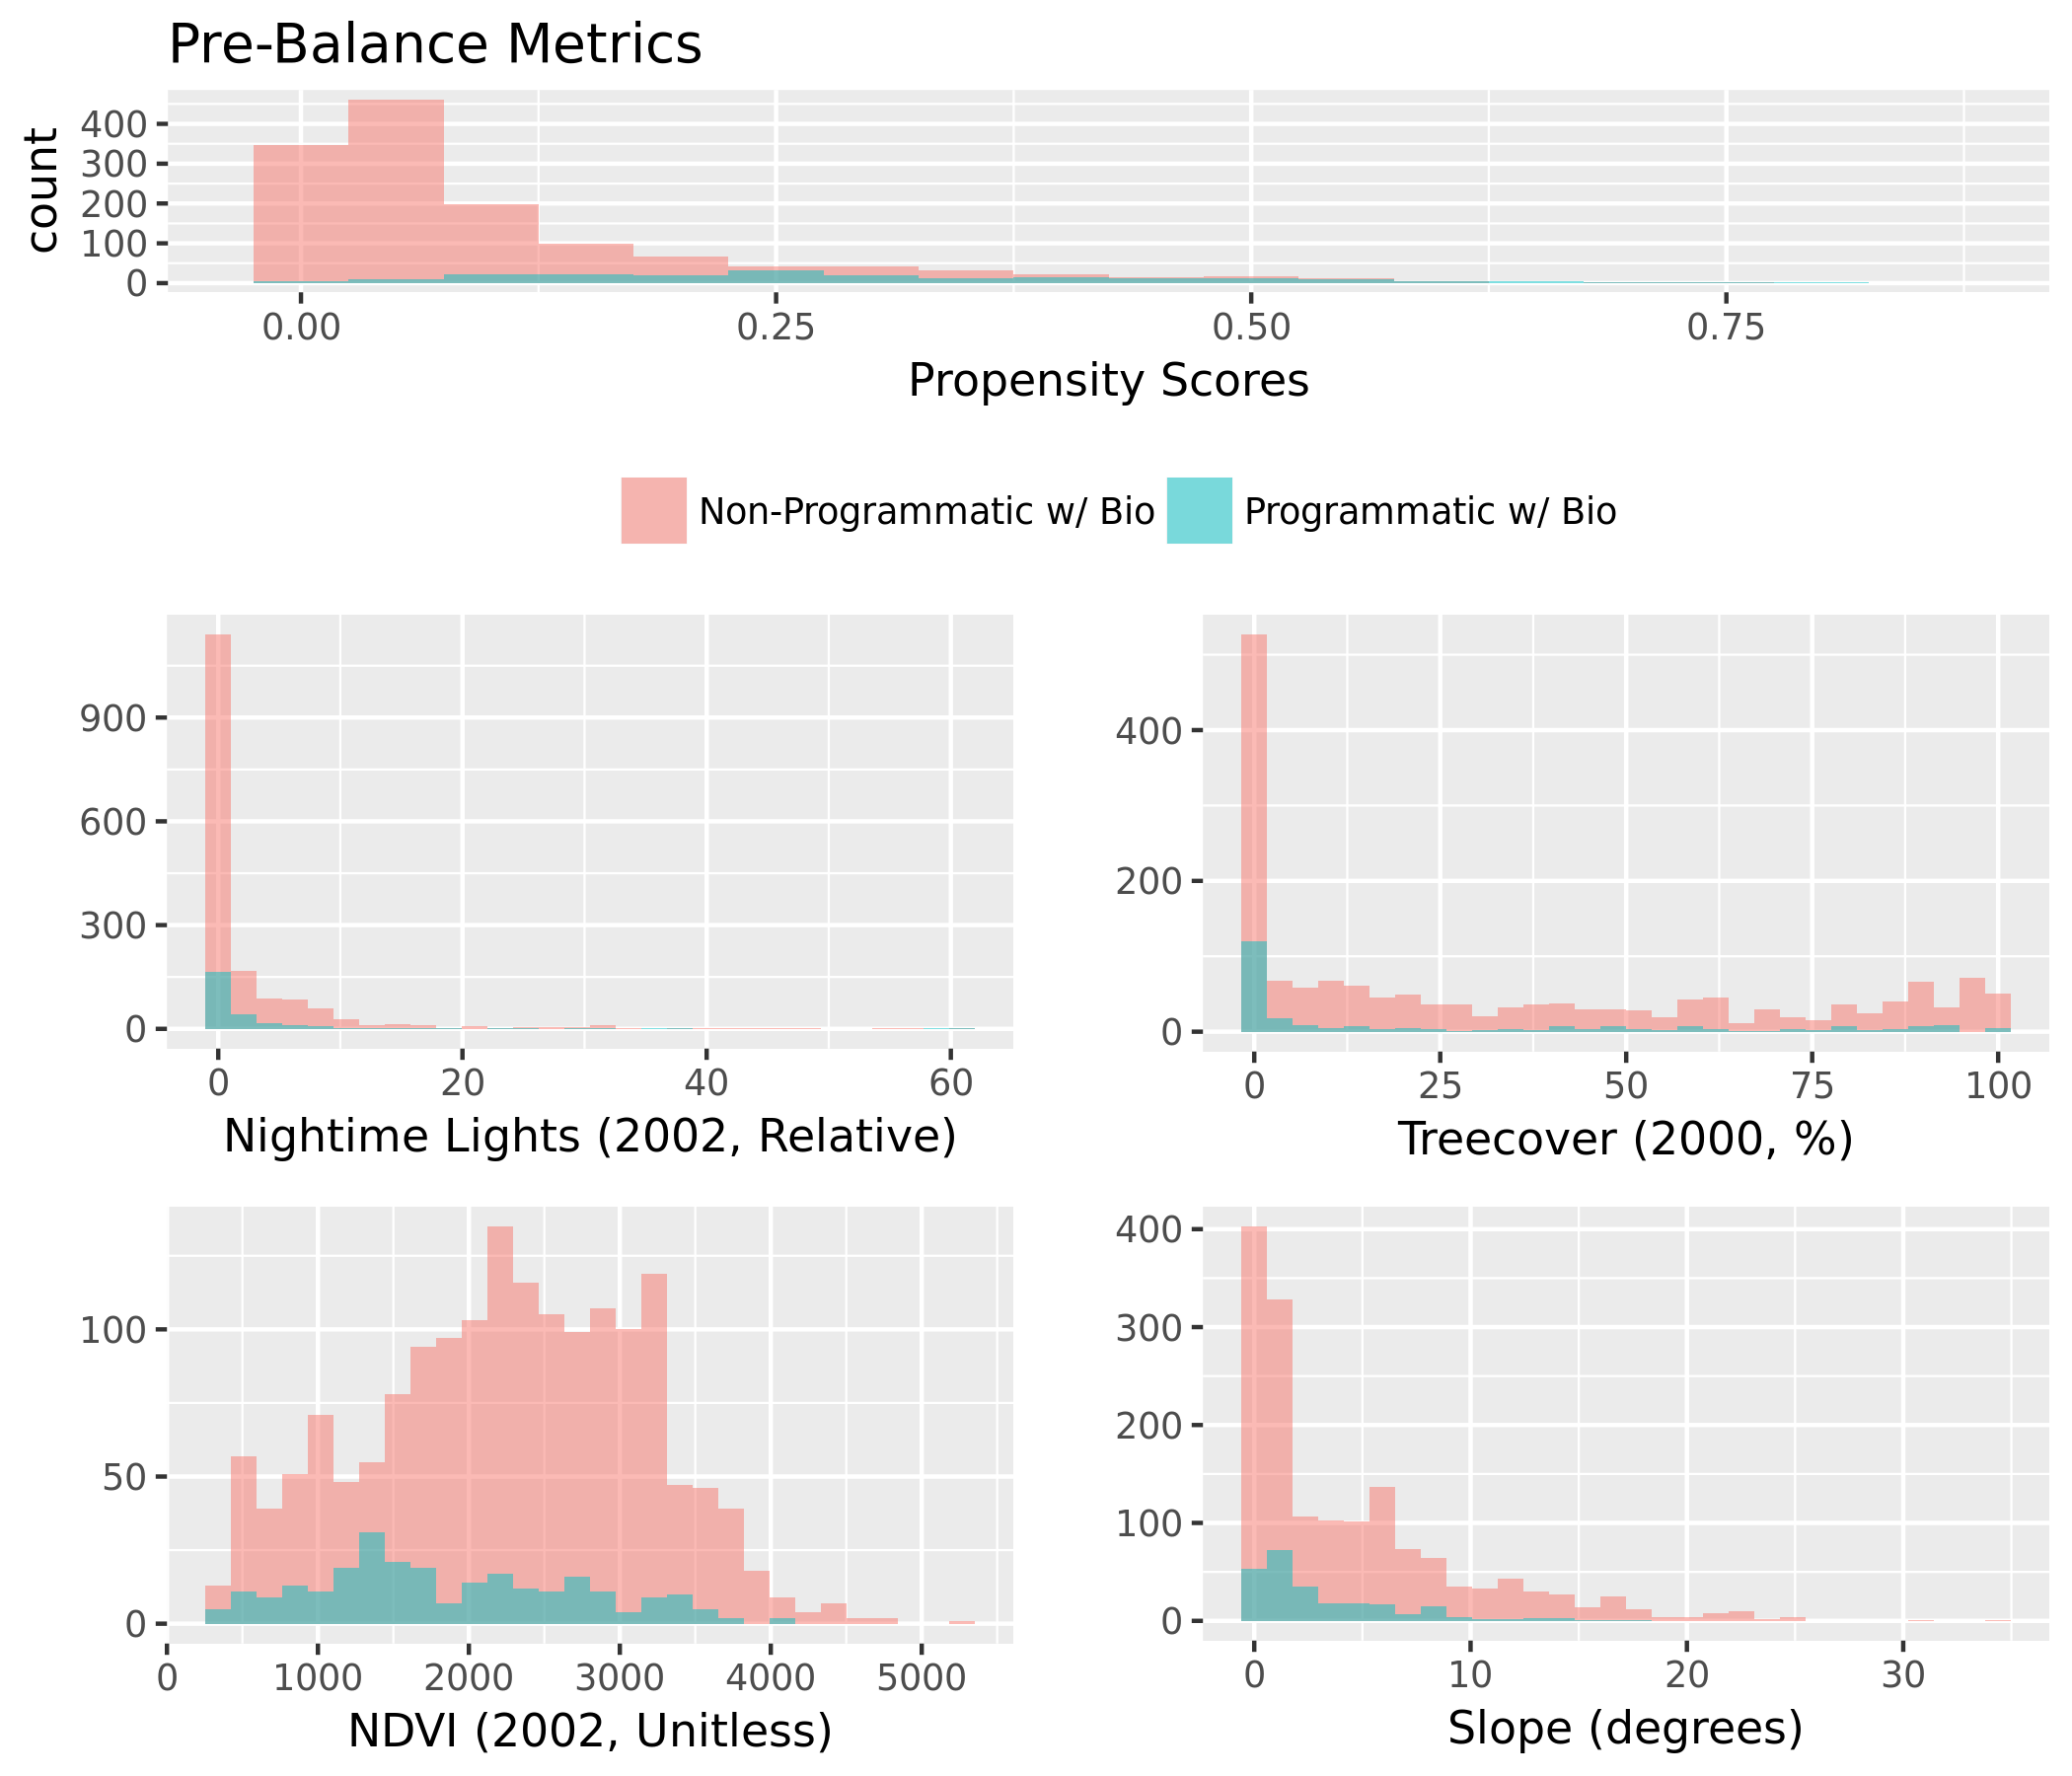 Pre-Balance Metrics
count
400
300
200
100
0
0.00 0.25 0.50 0.75
Propensity Scores
Non-Programmatic w/ Bio Programmatic w/ Bio
900
600
300
0
0 20 40 60
Nightime Lights (2002, Relative)
400
200
0
0 25 50 75 100
Treecover (2000, %)
100
50
0
0 1000 2000 3000 4000 5000
NDVI (2002, Unitless)
400
300
200
100
0
0 10 20 30
Slope (degrees)